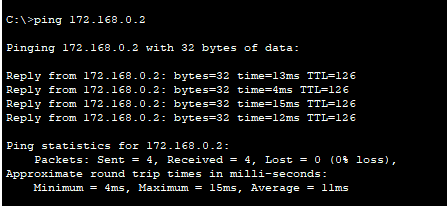 C:\>ping 172.168.0.2
Pinging 172.168.0.2 with 32 bytes of data:
Reply from 172.168.0.2: bytes=32 time=13ms TTL=126
Reply from 172.168.0.2: bytes=32 time=4ms TTL=126
Reply from 172.168.0.2: bytes=32 time=15ms TTL=126
Reply from 172.168.0.2: bytes=32 time=12ms TTL=126
Ping statistics for 172.168.0.2:
Packets: Sent = 4, Received = 4, Lost = 0 (0% loss),
Approximate round trip times in milli-seconds:
Minimum = 4ms, Maximum = 15ms, Average = 11ms